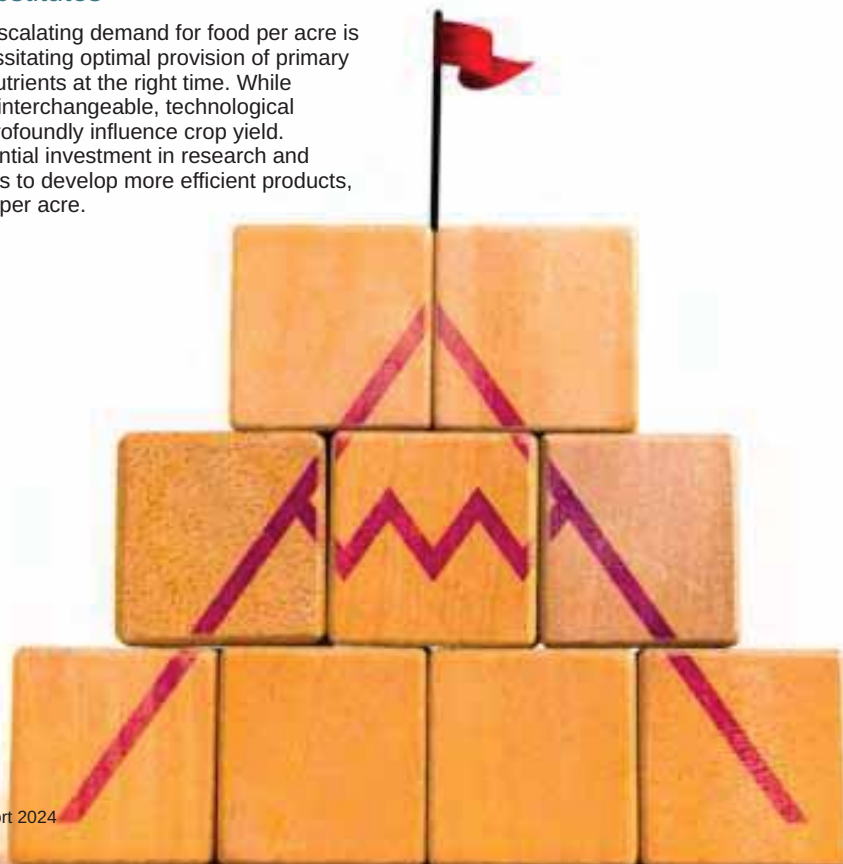 scalating demand for food per acre is
ssitating optimal provision of primary
utrients at the right time. While
interchangeable, technological
rofoundly influence crop yield.
ntial investment in research and
s to develop more efficient products,
per acre.
rt 2024